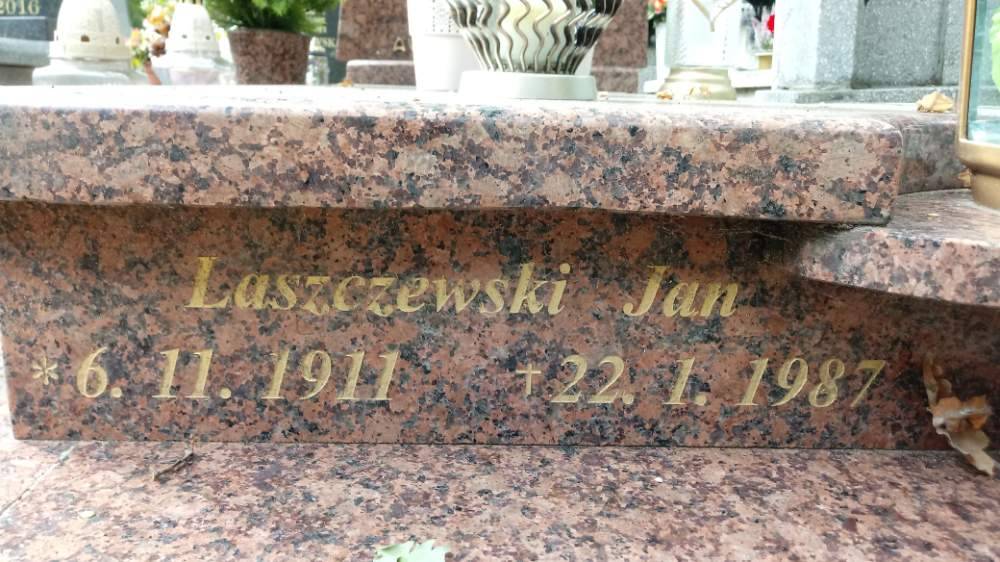 2016
Laszczewski Jan
* 6. 11. 1911 † 22. 1. 1987